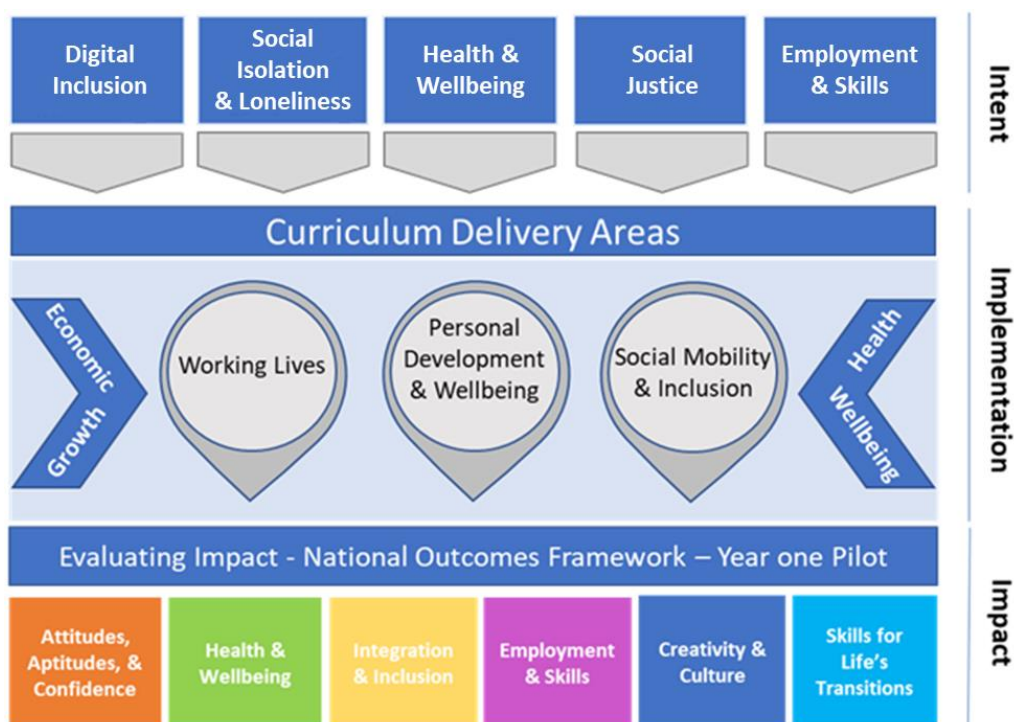 Digital
Inclusion
Social
Isolation
& Loneliness
Health &
Wellbeing
Social
Justice
Employment
& Skills
Intent
Curriculum Delivery Areas
Economic
Growth
Working Lives
Personal
Development
& Wellbeing
Social Mobility
& Inclusion
Health
Wellbeing
Implementation
Evaluating Impact - National Outcomes Framework – Year one Pilot
Attitudes,
Aptitudes, &
Confidence
Health &
Wellbeing
Integration
& Inclusion
Employment
& Skills
Creativity &
Culture
Skills for
Life's
Transitions
Impact